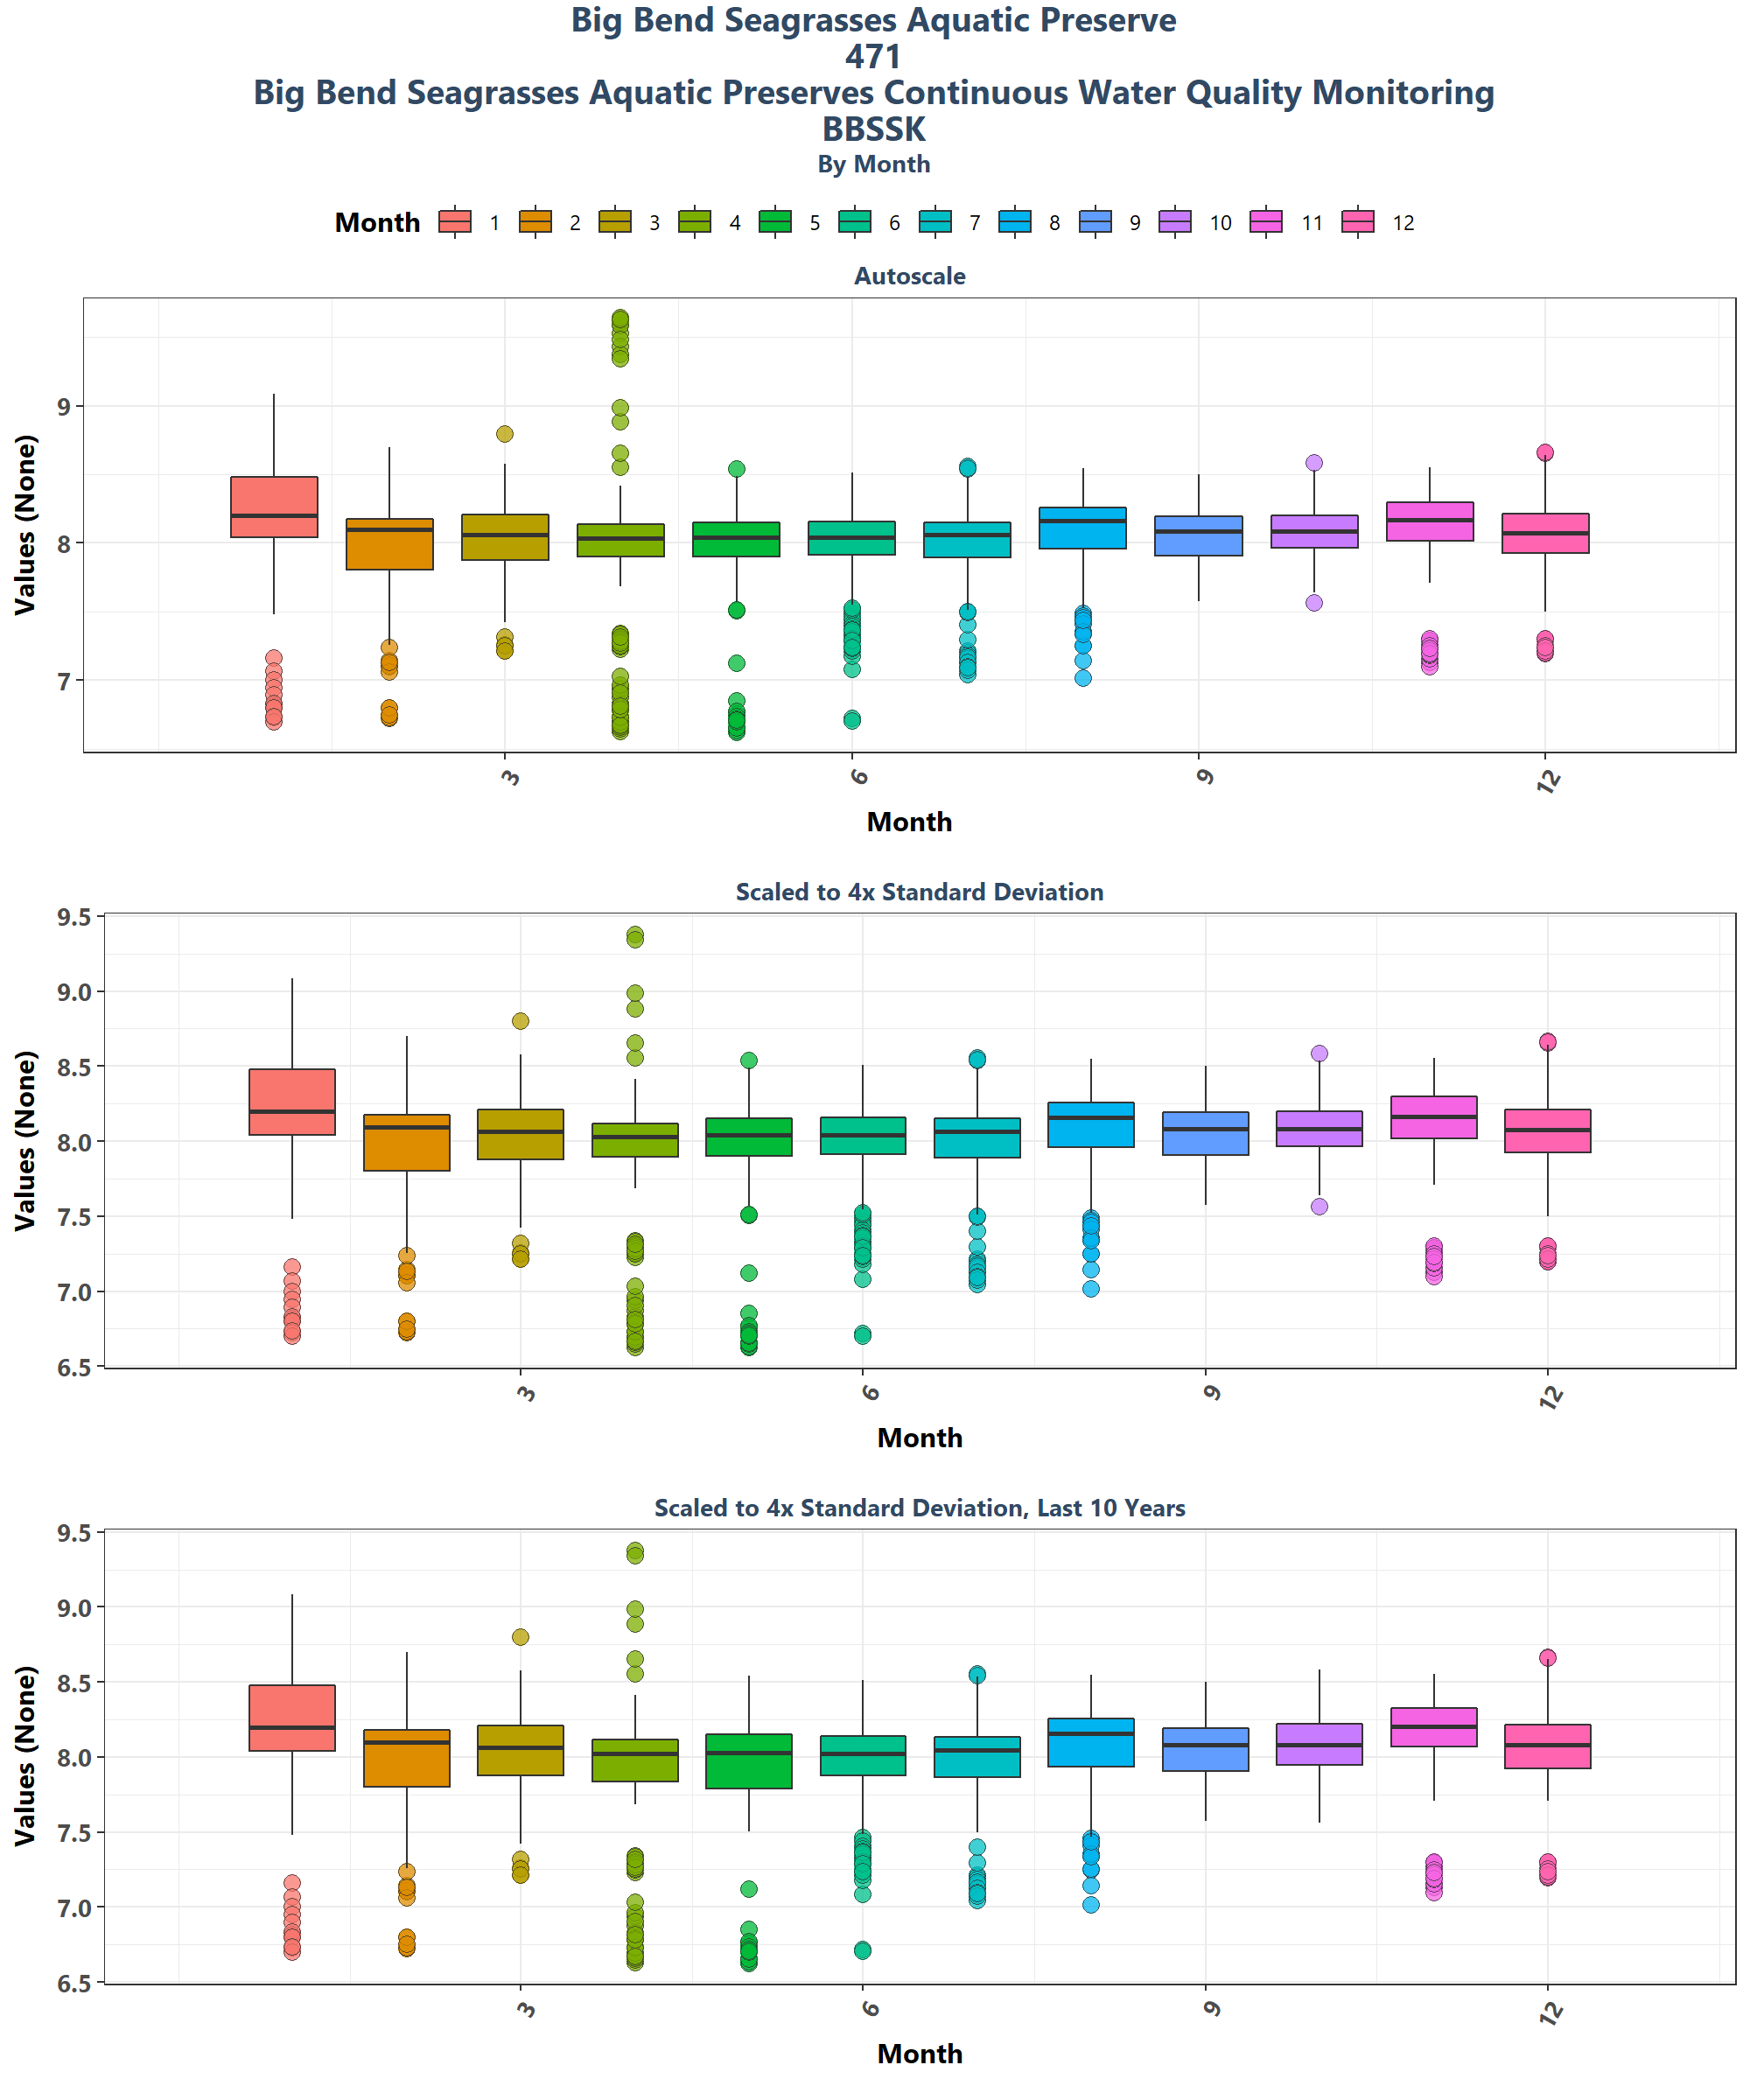 Big Bend Seagrasses Aquatic Preserve
471
Big Bend Seagrasses Aquatic Preserves Continuous Water Quality Monitoring
BBSSK
By Month
Month 1 2 3 4 5 6 7 8 9 10 11 12
Autoscale
Values (None)
9
8
7
3 6 9 12
Month
Scaled to 4x Standard Deviation
Values (None)
9.5
9.0
8.5
8.0
7.5
7.0
6.5
3 6 9 12
Month
Scaled to 4x Standard Deviation, Last 10 Years
Values (None)
9.5
9.0
8.5
8.0
7.5
7.0
6.5
3 6 9 12
Month